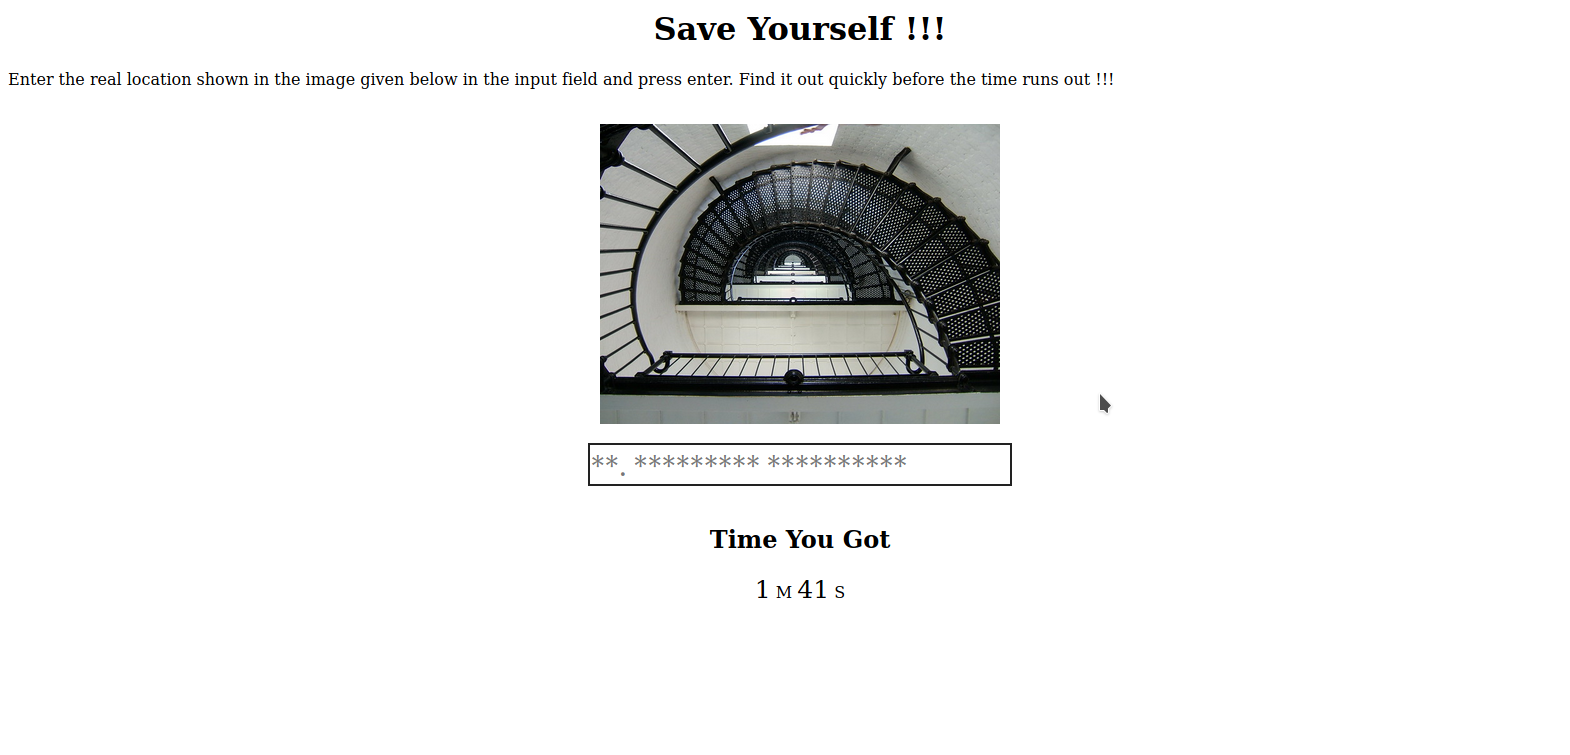 Save Yourself !!!
Enter the real location shown in the image given below in the input field and press enter. Find it out quickly before the time runs out !!!
**. ********* **********
Time You Got
1 M 41 S